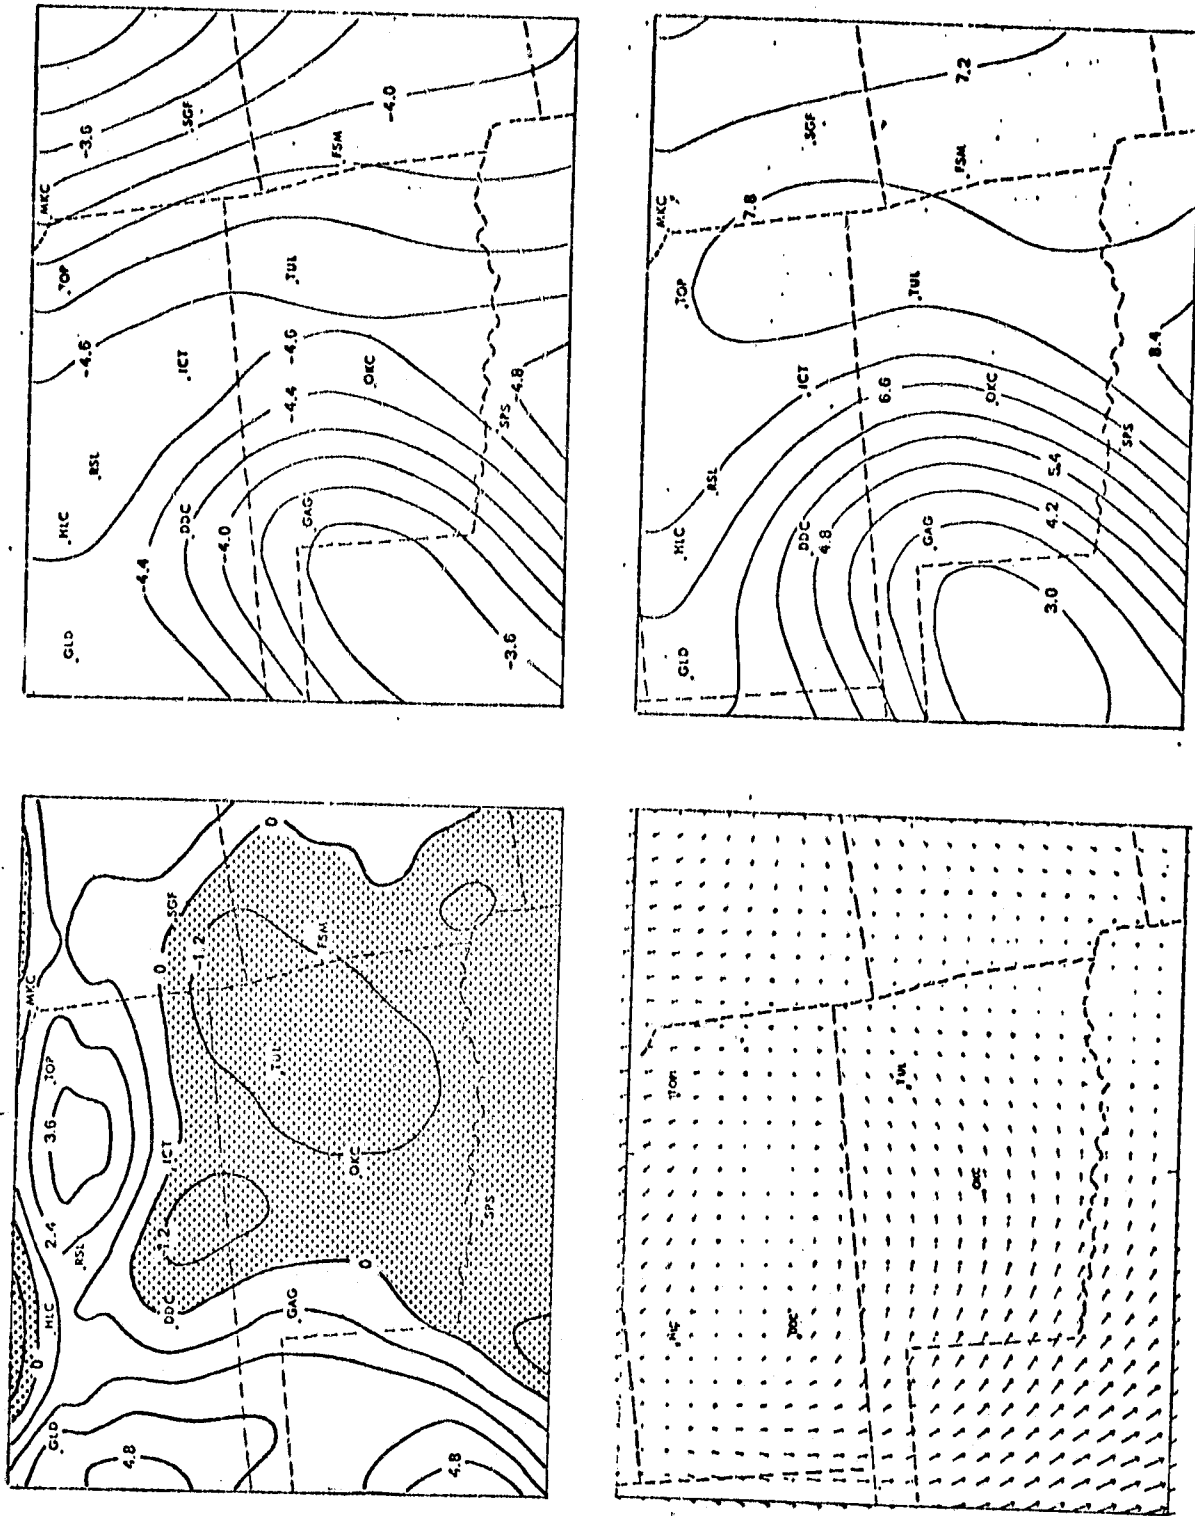 -3.6
MKC
SGF
-4.0
FSM
TOP
TUL
-4.6
ICT
-4.6
-4.4
OKC
-4.8
SPS
RSL
HLC
DDC
-4.0
GAG
-4.4
GLD
-3.6
7.2
SGF
MKC
FSM
7.8
TOP
TUL
8.4
ICT
6.6
OKC
SPS
RSL
5.4
HLC
DDC
4.8
GAG
4.2
GLD
3.0
0
SGF
MKC
0
-1.2
FSM
TOP
TUL
3.6
ICT
OKC
2.4
SPS
RSL
0
HLC
DDC
GAG
0
GLD
4.8
4.8
TOP
TUL
OKC
DDC